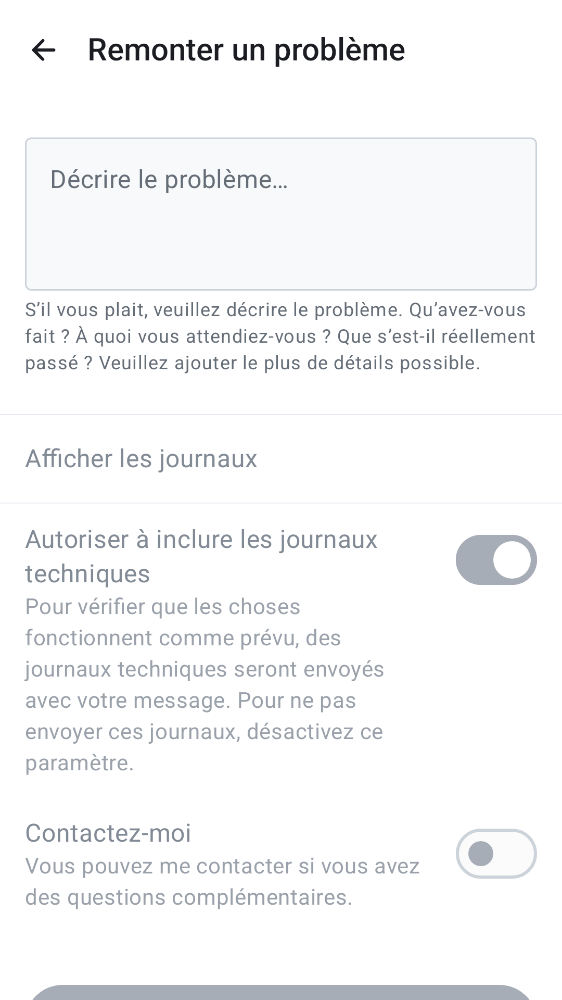 Remonter un problème
Décrire le problème…
S’il vous plait, veuillez décrire le problème. Qu’avez-vous
fait ? À quoi vous attendiez-vous ? Que s’est-il réellement
passé ? Veuillez ajouter le plus de détails possible.
Afficher les journaux
Autoriser à inclure les journaux
techniques
Pour vérifier que les choses
fonctionnent comme prévu, des
journaux techniques seront envoyés
avec votre message. Pour ne pas
envoyer ces journaux, désactivez ce
paramètre.
Contactez-moi
Vous pouvez me contacter si vous avez
des questions complémentaires.